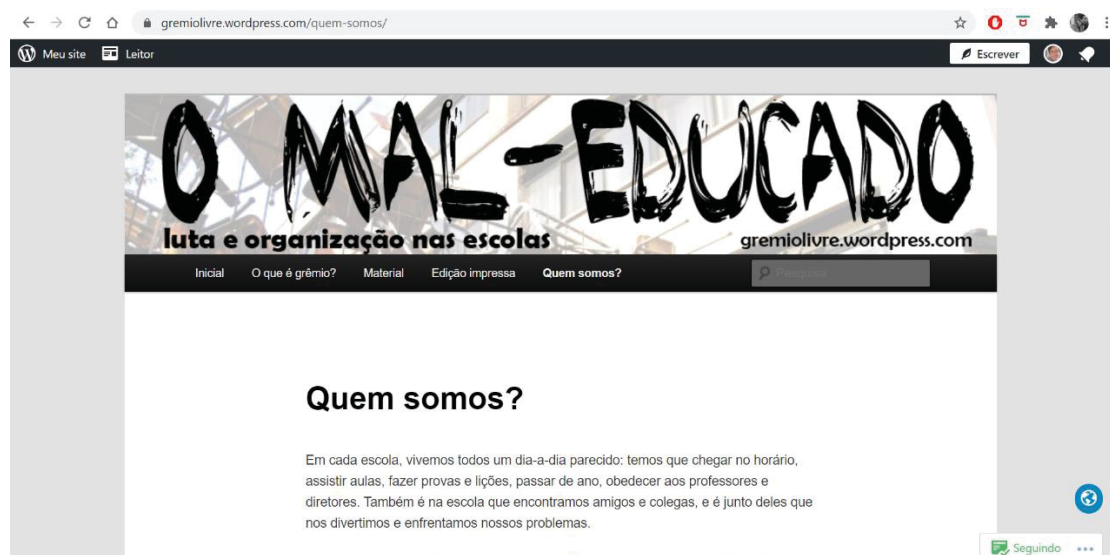 gremiolivre.wordpress.com/quem-somos/
Meu site Leitor Escrever
O MAL-EDUCADO
luta e organização nas escolas gremiolivre.wordpress.com
Inicial O que é grêmio? Material Edição impressa Quem somos? Pesquisa
Quem somos?
Em cada escola, vivemos todos um dia-a-dia parecido: temos que chegar no horário,
assistir aulas, fazer provas e lições, passar de ano, obedecer aos professores e
diretores. Também é na escola que encontramos amigos e colegas, e é junto deles que
nos divertimos e enfrentamos nossos problemas.
Seguindo